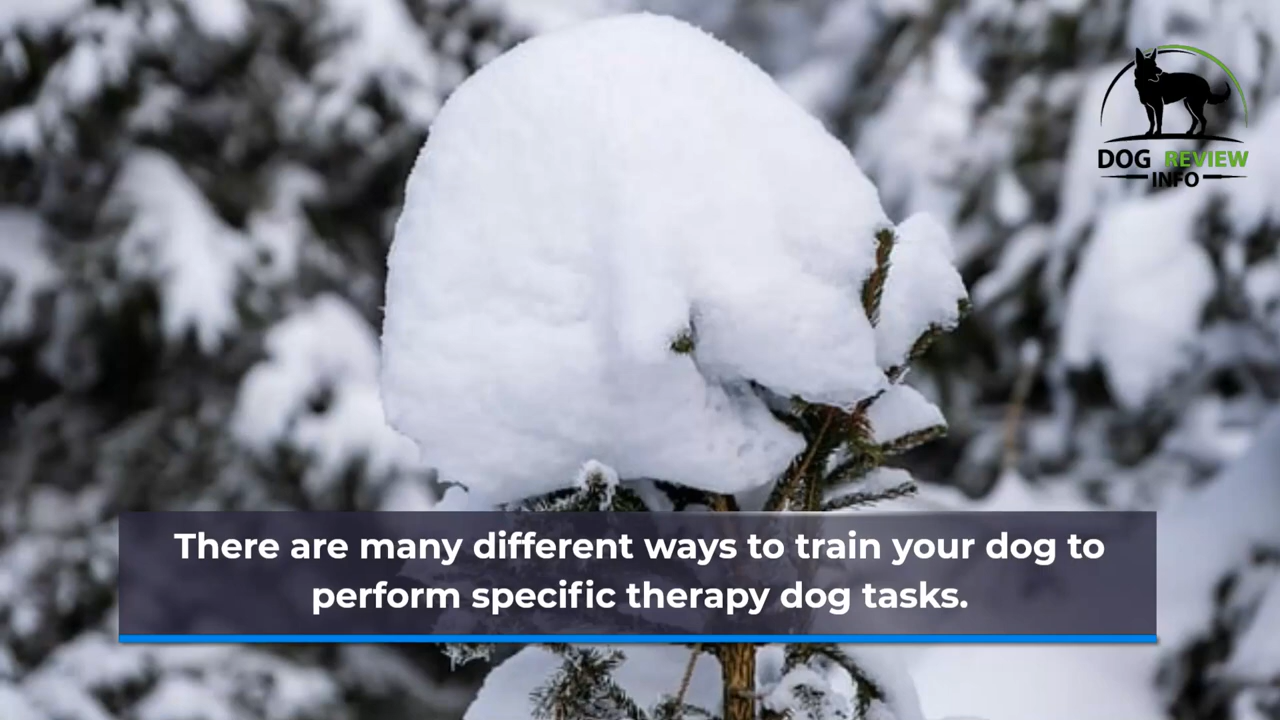 DOG REVIEW
INFO
There are many different ways to train your dog to
perform specific therapy dog tasks.